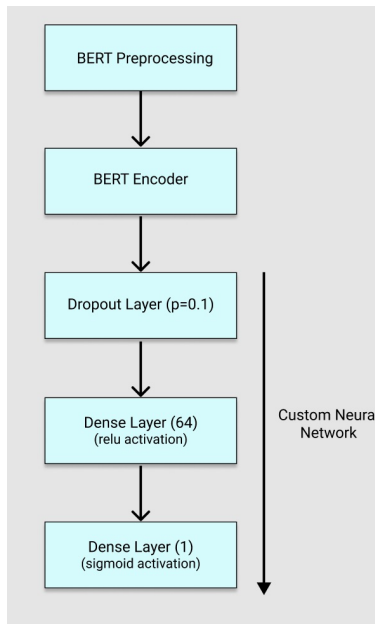 BERT Preprocessing
BERT Encoder
Dropout Layer (p=0.1)
Dense Layer (64)
(relu activation)
Custom Neura
Network
Dense Layer (1)
(sigmoid activation)